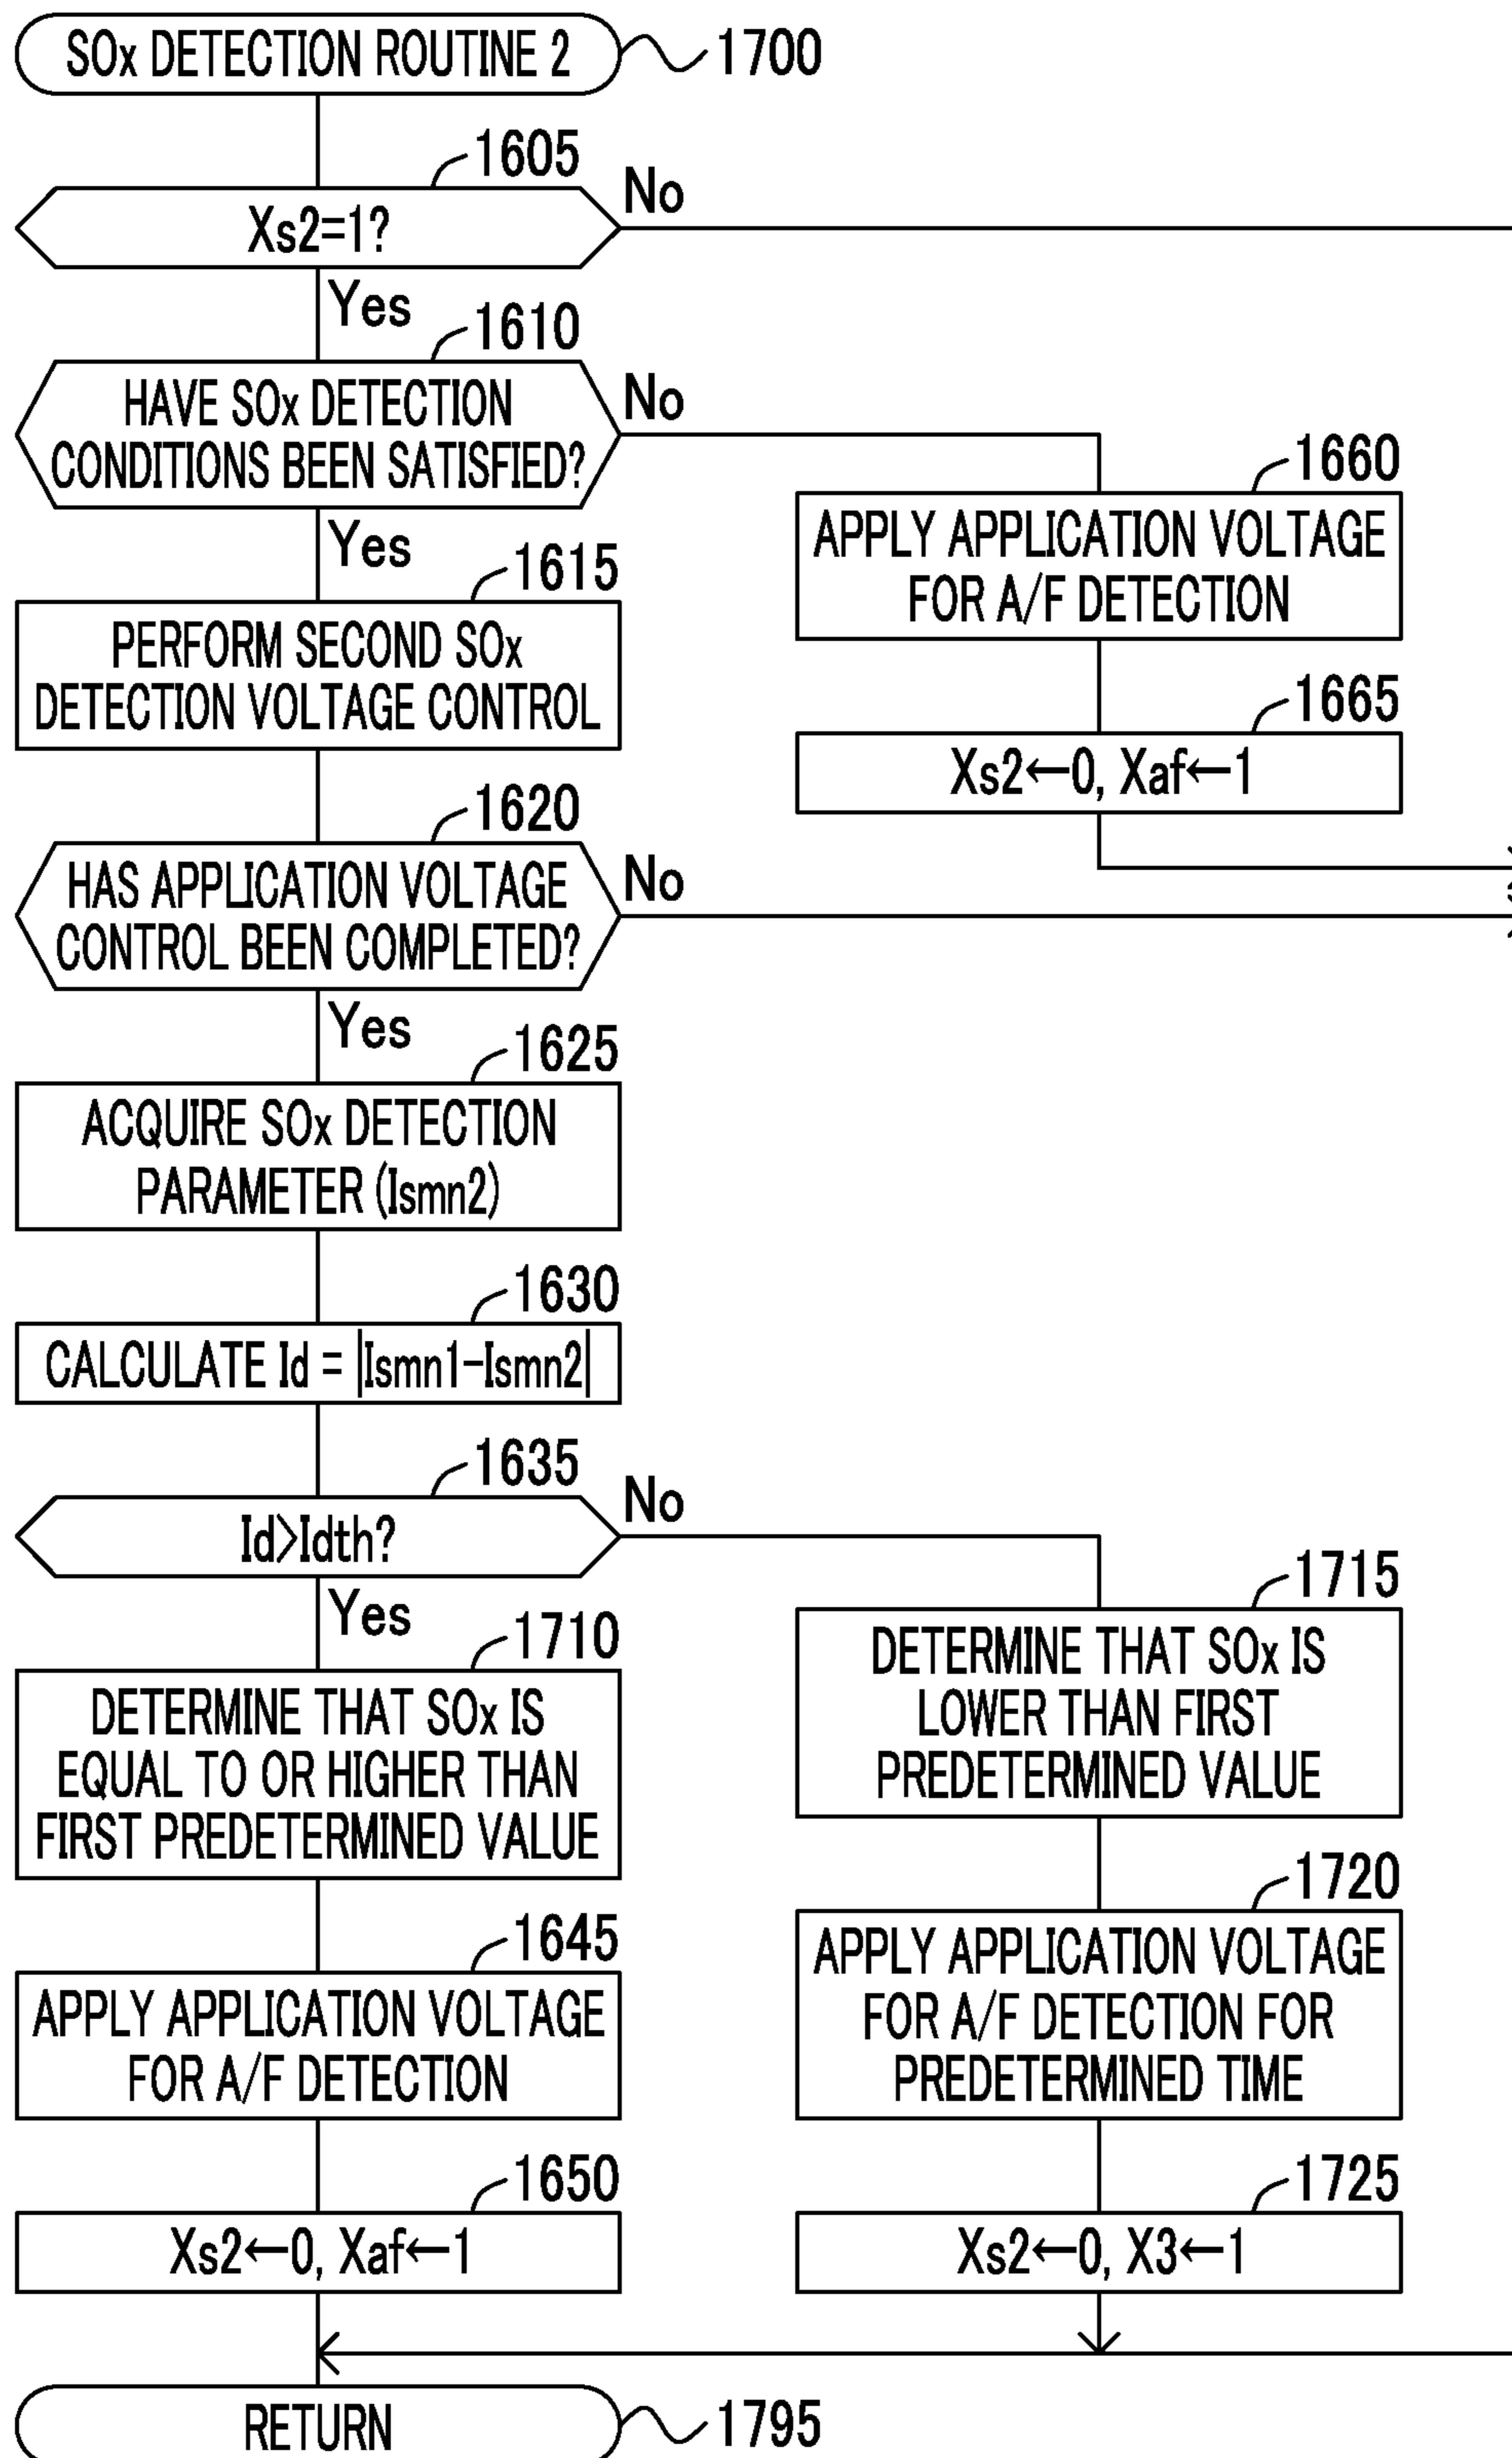 SOx DETECTION ROUTINE 2
1700
1605
Xs2=1?
No
Yes
1610
HAVE SOx DETECTION
CONDITIONS BEEN SATISFIED?
No
Yes
1660
APPLY APPLICATION VOLTAGE
FOR A/F DETECTION
1615
PERFORM SECOND SOx
DETECTION VOLTAGE CONTROL
1665
Xs2←0, Xaf←1
1620
HAS APPLICATION VOLTAGE
CONTROL BEEN COMPLETED?
No
Yes
1625
ACQUIRE SOx DETECTION
PARAMETER (Ismn2)
1630
CALCULATE Id = |Ismn1-Ismn2|
1635
Id>Idth?
No
Yes
1710
DETERMINE THAT SOx IS
EQUAL TO OR HIGHER THAN
FIRST PREDETERMINED VALUE
1715
DETERMINE THAT SOx IS
LOWER THAN FIRST
PREDETERMINED VALUE
1645
APPLY APPLICATION VOLTAGE
FOR A/F DETECTION
1720
APPLY APPLICATION VOLTAGE
FOR A/F DETECTION FOR
PREDETERMINED TIME
1650
Xs2←0, Xaf←1
1725
Xs2←0, X3←1
RETURN
1795